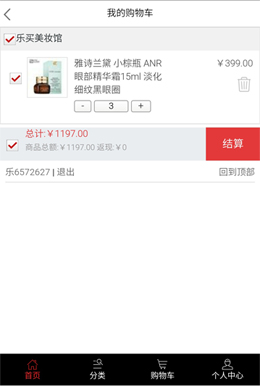 我的购物车
乐买美妆馆
雅诗兰黛 小棕瓶 ANR ￥399.00
眼部精华霜15ml 淡化
细纹黑眼圈
- 3 +
总计:￥1197.00
商品总额:￥1197.00 返现:￥0
结算
乐6572627 | 退出 回到顶部
首页 分类 购物车 个人中心